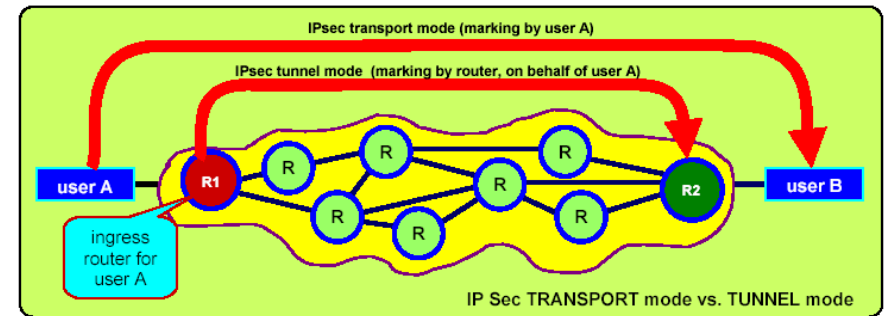 IPsec transport mode (marking by user A)
IPsec tunnel mode  (marking by router, on behalf of user A)
R
R
R
user A
R1
R
R2
user B
R
R
R
ingress
router for
user A
IP Sec TRANSPORT mode vs. TUNNEL mode